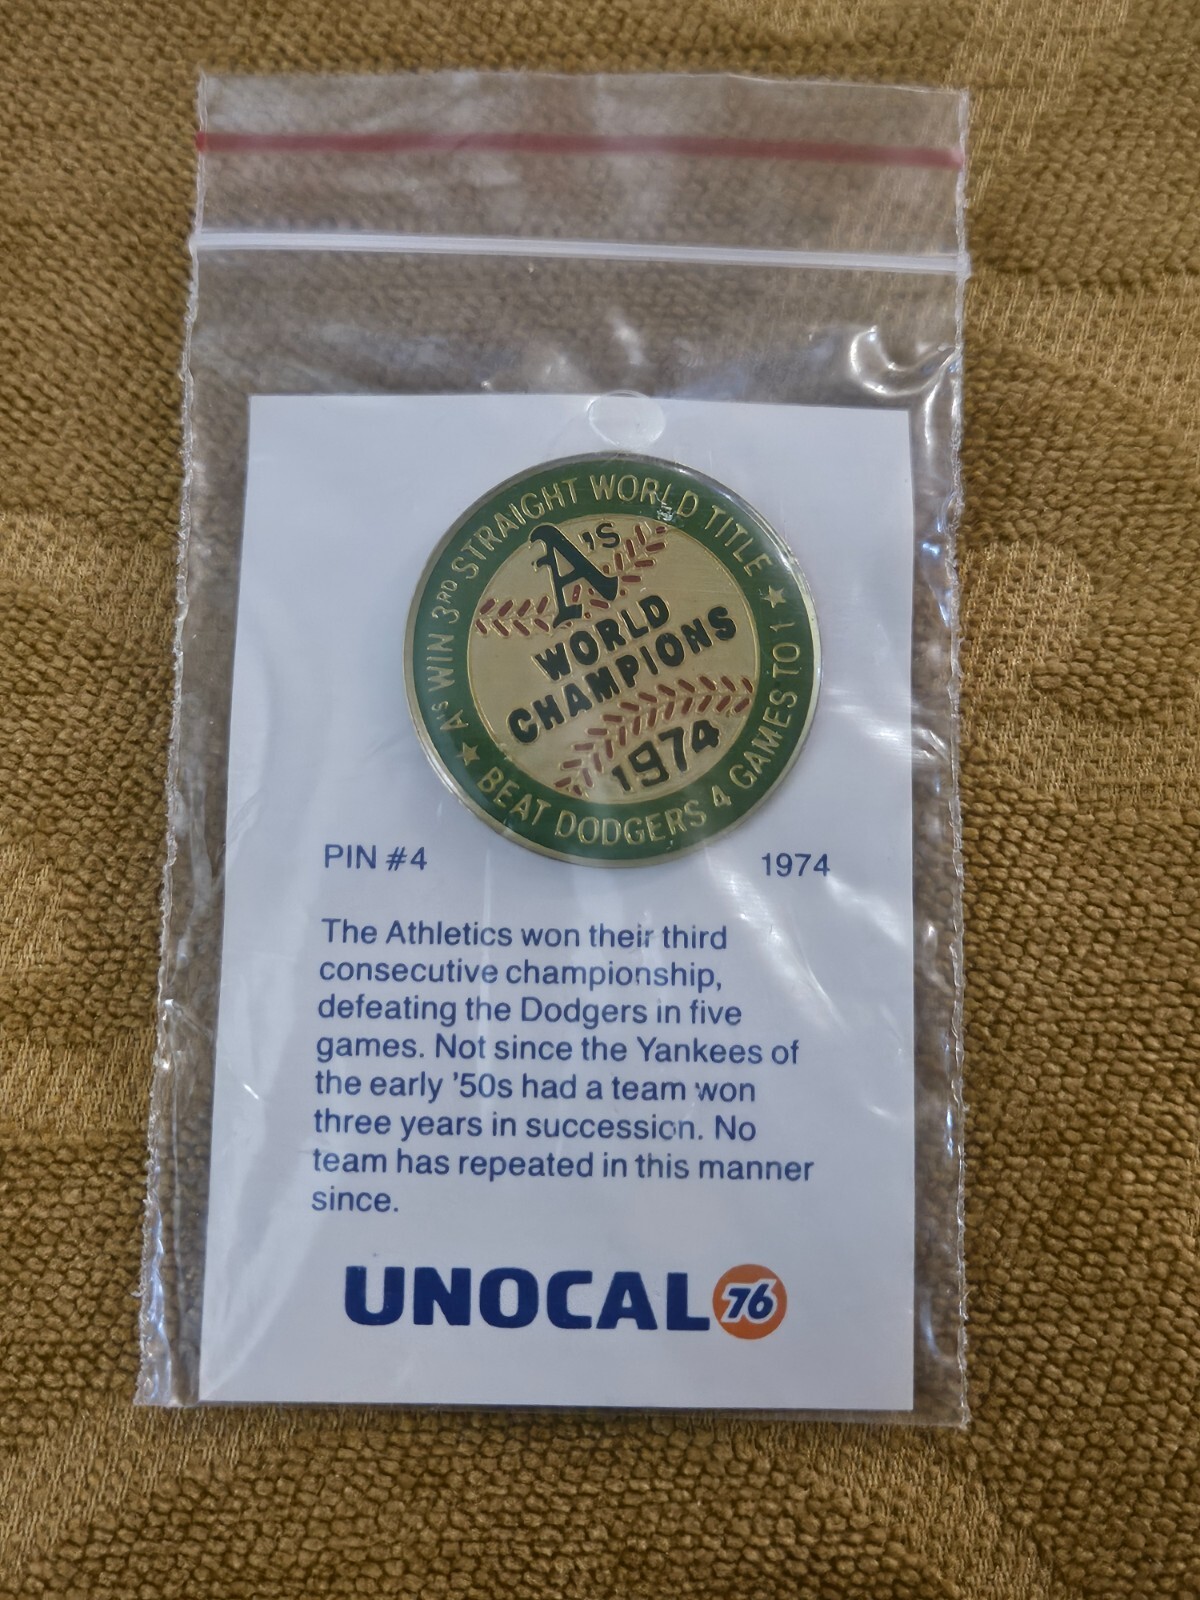 A's WIN 3RD STRAIGHT WORLD TITLE
A's
WORLD
CHAMPIONS
1974
BEAT DODGERS 4 GAMES TO 1
PIN #4 1974
The Athletics won their third
consecutive championship,
defeating the Dodgers in five
games. Not since the Yankees of
the early '50s had a team won
three years in succession. No
team has repeated in this manner
since.
UNOCAL 76